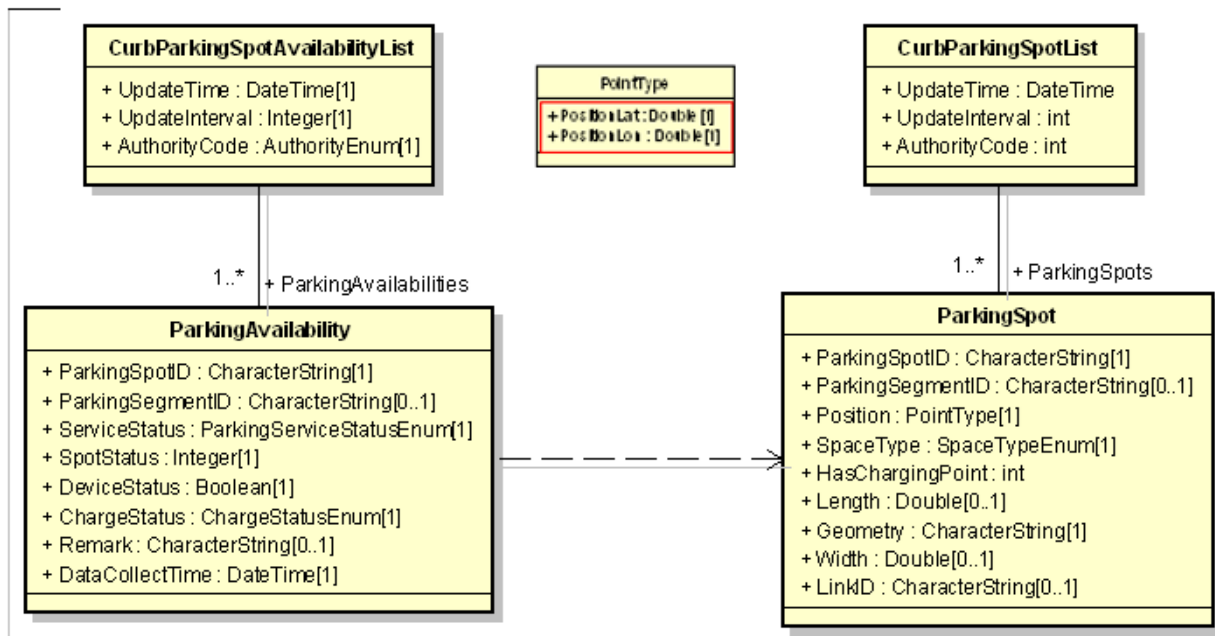 CurbParkingSpotAvailabilityList
+ UpdateTime : DateTime[1]
+ UpdateInterval : Integer[1]
+ AuthorityCode : AuthorityEnum[1]
PointType
+ PositionLat : Double [1]
+ PositionLon : Double [1]
CurbParkingSpotList
+ UpdateTime : DateTime
+ UpdateInterval : int
+ AuthorityCode : int
1..*
+ ParkingAvailabilities
1..*
+ ParkingSpots
ParkingAvailability
+ ParkingSpotID : CharacterString[1]
+ ParkingSegmentID : CharacterString[0..1]
+ ServiceStatus : ParkingServiceStatusEnum[1]
+ SpotStatus : Integer[1]
+ DeviceStatus : Boolean[1]
+ ChargeStatus : ChargeStatusEnum[1]
+ Remark : CharacterString[0..1]
+ DataCollectTime : DateTime[1]
ParkingSpot
+ ParkingSpotID : CharacterString[1]
+ ParkingSegmentID : CharacterString[0..1]
+ Position : PointType[1]
+ SpaceType : SpaceTypeEnum[1]
+ HasChargingPoint : int
+ Length : Double[0..1]
+ Geometry : CharacterString[1]
+ Width : Double[0..1]
+ LinkID : CharacterString[0..1]